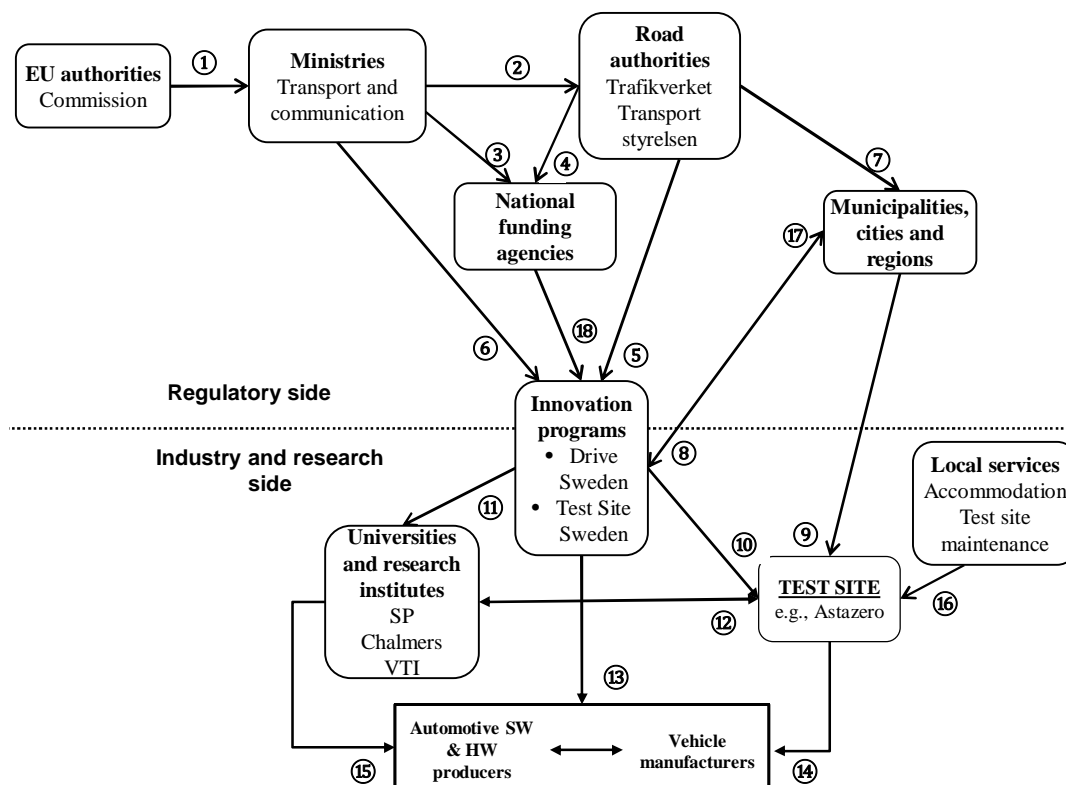 EU authorities
Commission
①
Ministries
Transport and
communication
②
Road
authorities
Trafikverket
Transport
styrelsen
③
④
⑦
National
funding
agencies
⑰
Municipalities,
cities and
regions
⑥
⑱
⑤
Regulatory side
Innovation
programs
• Drive
Sweden
• Test Site
Sweden
Industry and research
side
⑧
Local services
Accommodation
Test site
maintenance
⑪
⑩
⑨
Universities
and research
institutes
SP
Chalmers
VTI
TEST SITE
e.g., Astazero
⑫
⑯
⑬
Automotive SW
& HW
producers
Vehicle
manufacturers
⑮
⑭